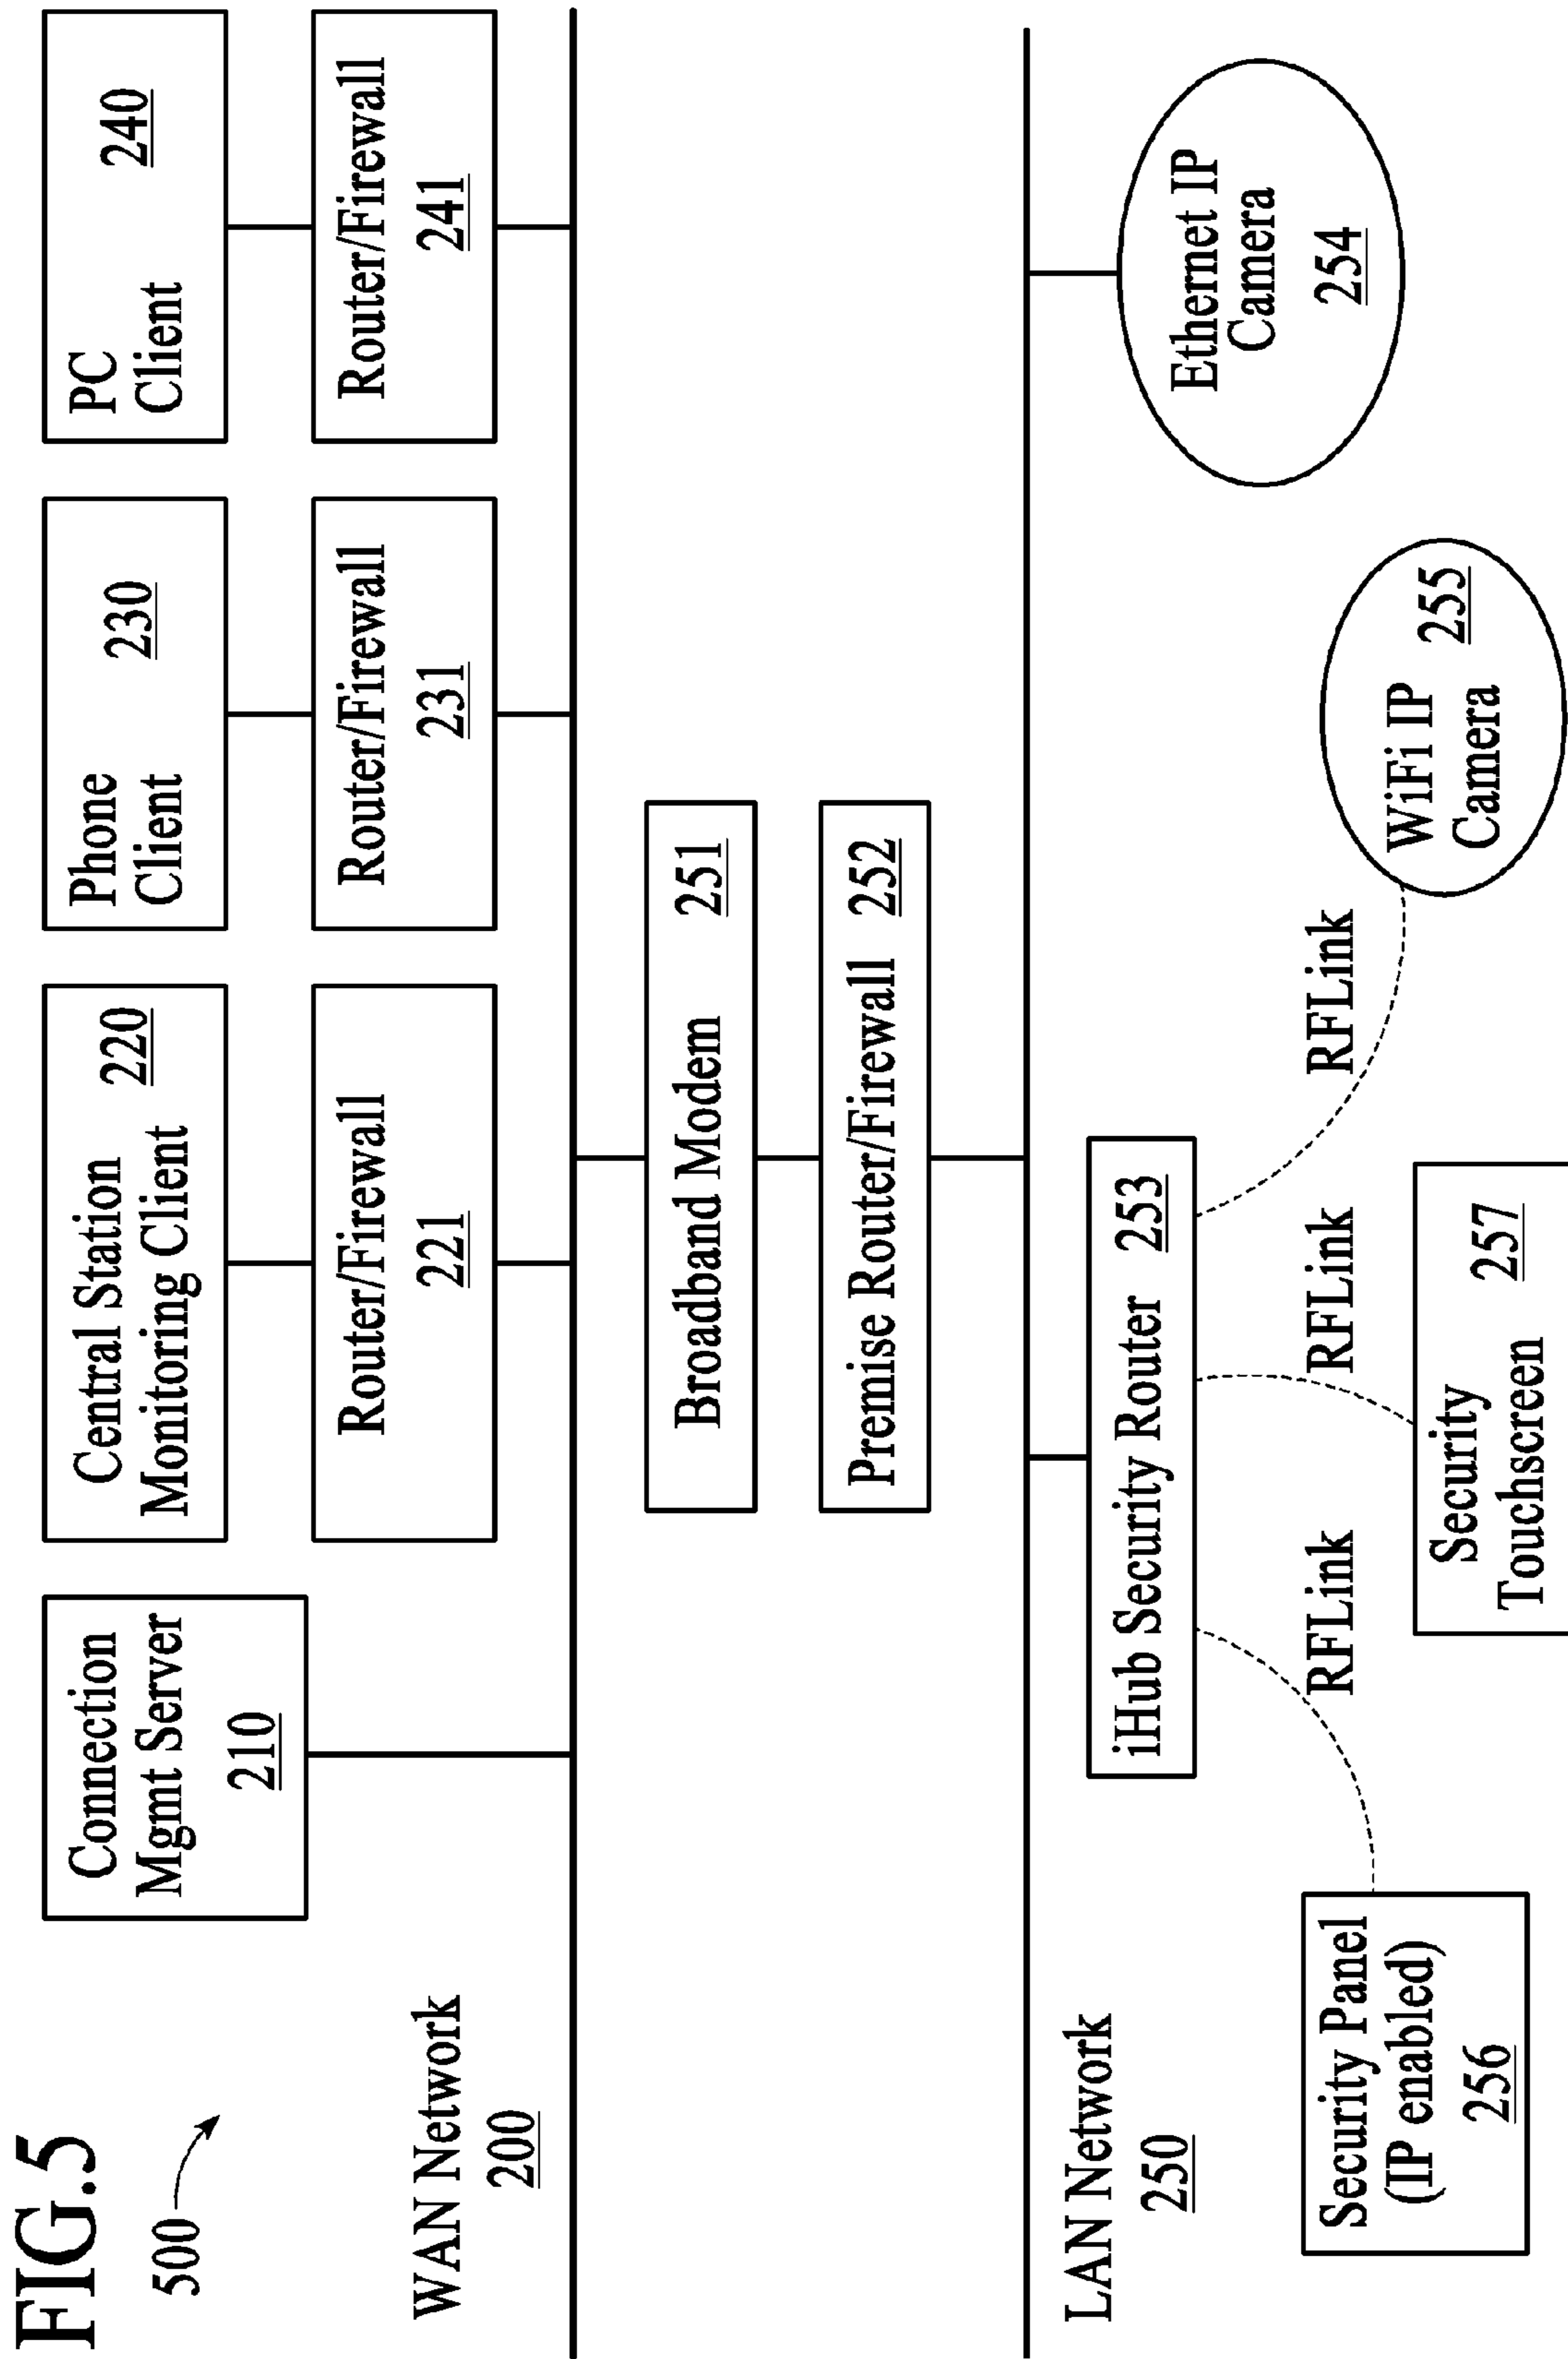 FIG.5
500
Connection
Mgmt Server
210
Central Station
Monitoring Client
220
Phone
Client
230
PC
Client
240
Router/Firewall
221
Router/Firewall
231
Router/Firewall
241
WAN Network
200
Broadband Modem 251
Premise Router/Firewall 252
LAN Network
250
iHub Security Router 253
Ethernet IP
Camera
254
RFLink
RFLink
RFLink
Security Panel
(IP enabled)
256
Security
Touchscreen
257
WiFi IP
Camera
255